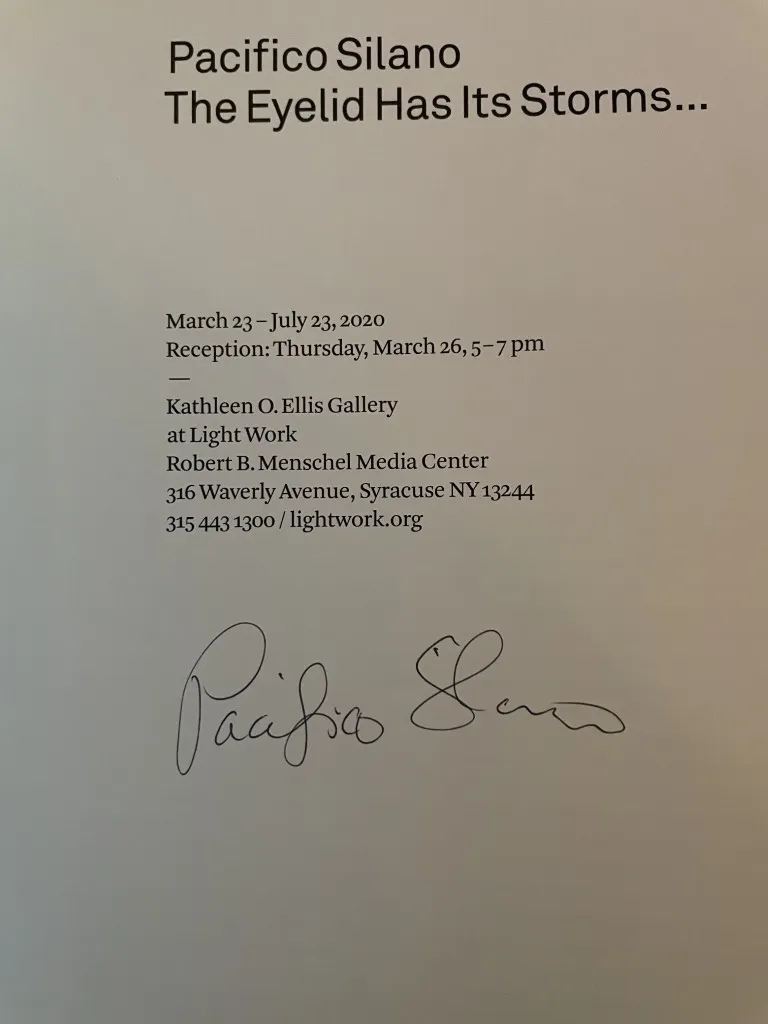 Pacifico Silano
The Eyelid Has Its Storms...
March 23 – July 23, 2020
Reception: Thursday, March 26, 5–7 pm
—
Kathleen O. Ellis Gallery
at Light Work
Robert B. Menschel Media Center
316 Waverly Avenue, Syracuse NY 13244
315 443 1300 / lightwork.org
Pacifico Silano